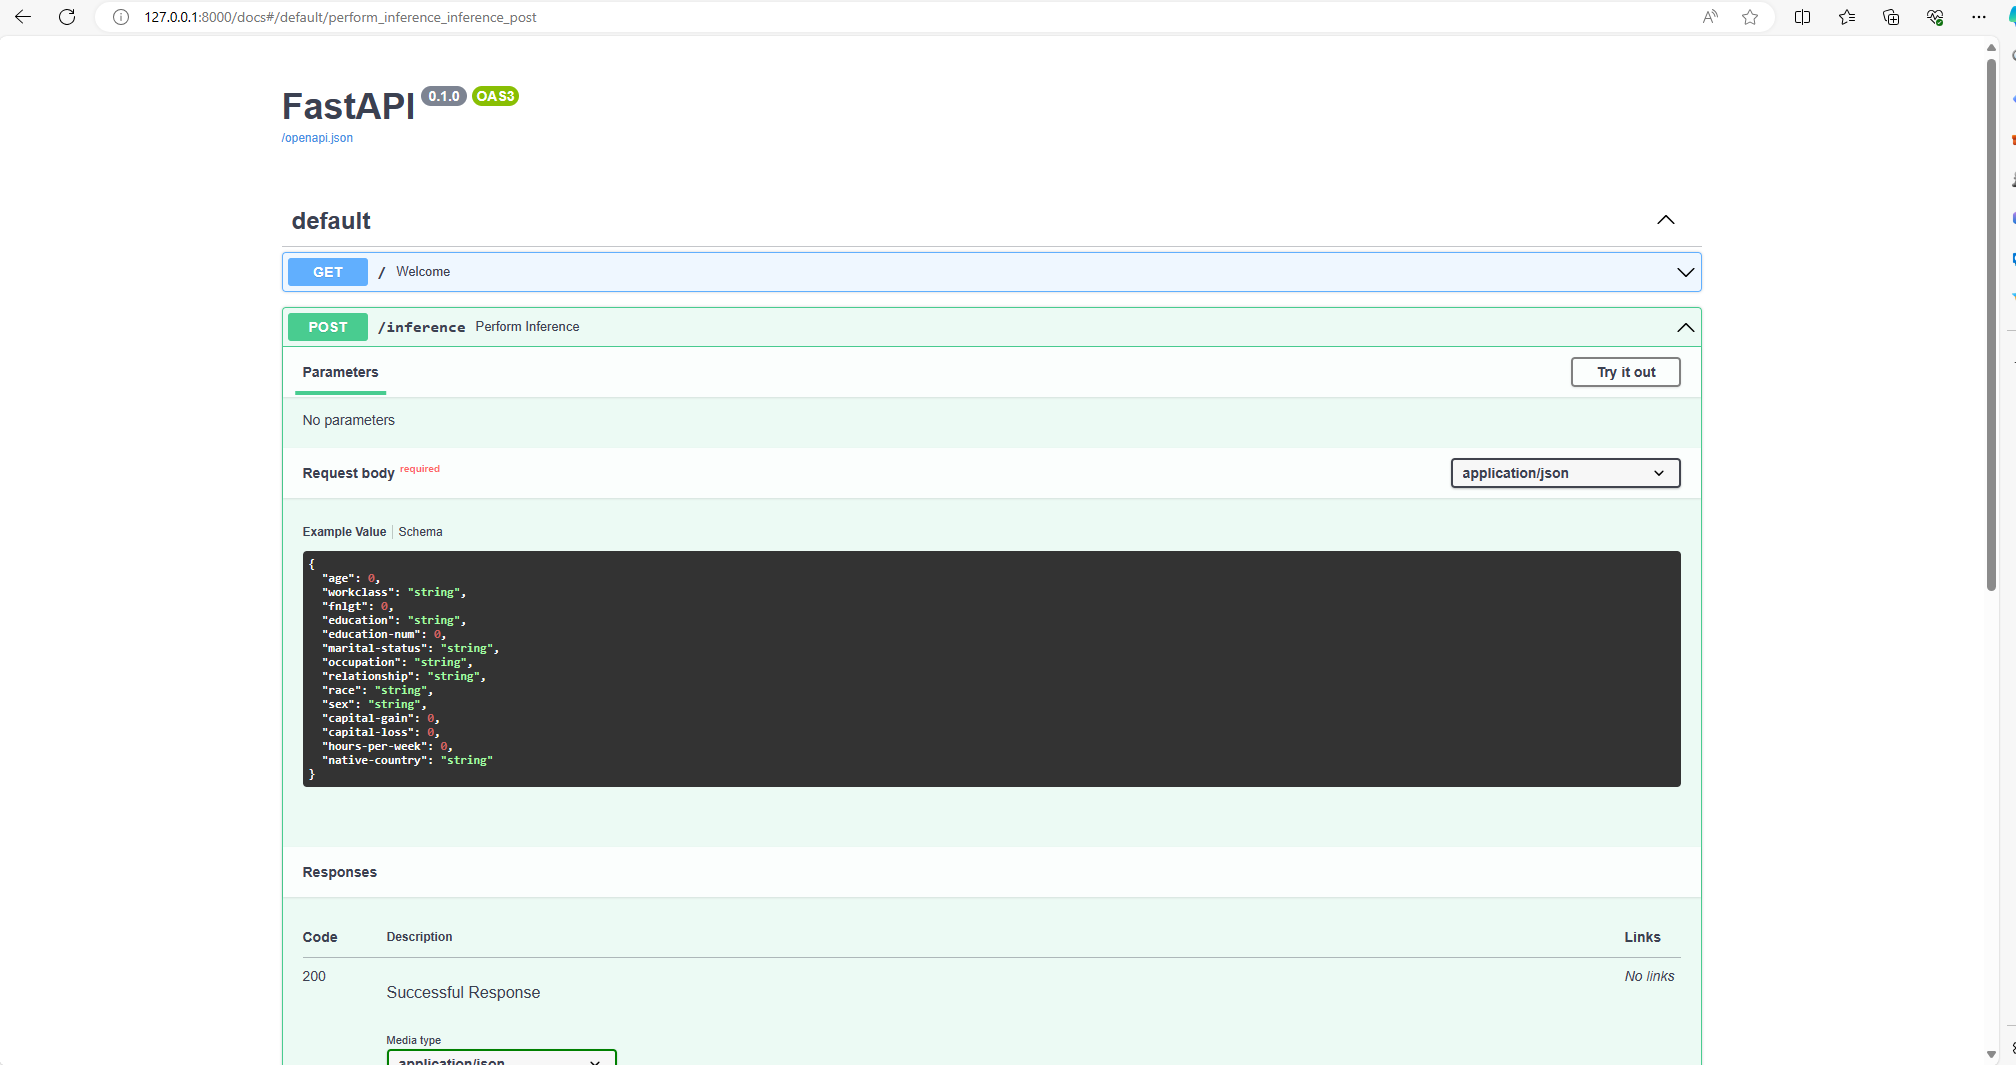 127.0.0.1:8000/docs#/default/perform_inference_inference_post
FastAPI 0.1.0 OAS3
/openapi.json
default
GET / Welcome
POST /inference Perform Inference
Parameters
Try it out
No parameters
Request body required
application/json
Example Value Schema
{
"age": 0,
"workclass": "string",
"fnlgt": 0,
"education": "string",
"education-num": 0,
"marital-status": "string",
"occupation": "string",
"relationship": "string",
"race": "string",
"sex": "string",
"capital-gain": 0,
"capital-loss": 0,
"hours-per-week": 0,
"native-country": "string"
}
Responses
Code Description Links
200 No links
Successful Response
Media type
application/json